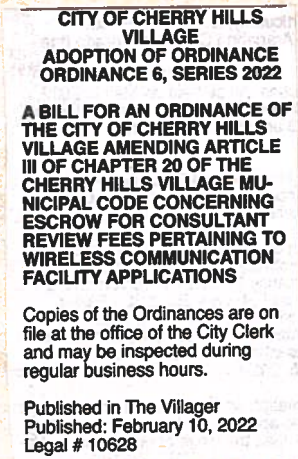 CITY OF CHERRY HILLS
VILLAGE
ADOPTION OF ORDINANCE
ORDINANCE 6, SERIES 2022
A BILL FOR AN ORDINANCE OF
THE CITY OF CHERRY HILLS
VILLAGE AMENDING ARTICLE
III OF CHAPTER 20 OF THE
CHERRY HILLS VILLAGE MU-
NICIPAL CODE CONCERNING
ESCROW FOR CONSULTANT
REVIEW FEES PERTAINING TO
WIRELESS COMMUNICATION
FACILITY APPLICATIONS
Copies of the Ordinances are on
file at the office of the City Clerk
and may be inspected during
regular business hours.
Published in The Villager
Published: February 10, 2022
Legal # 10628